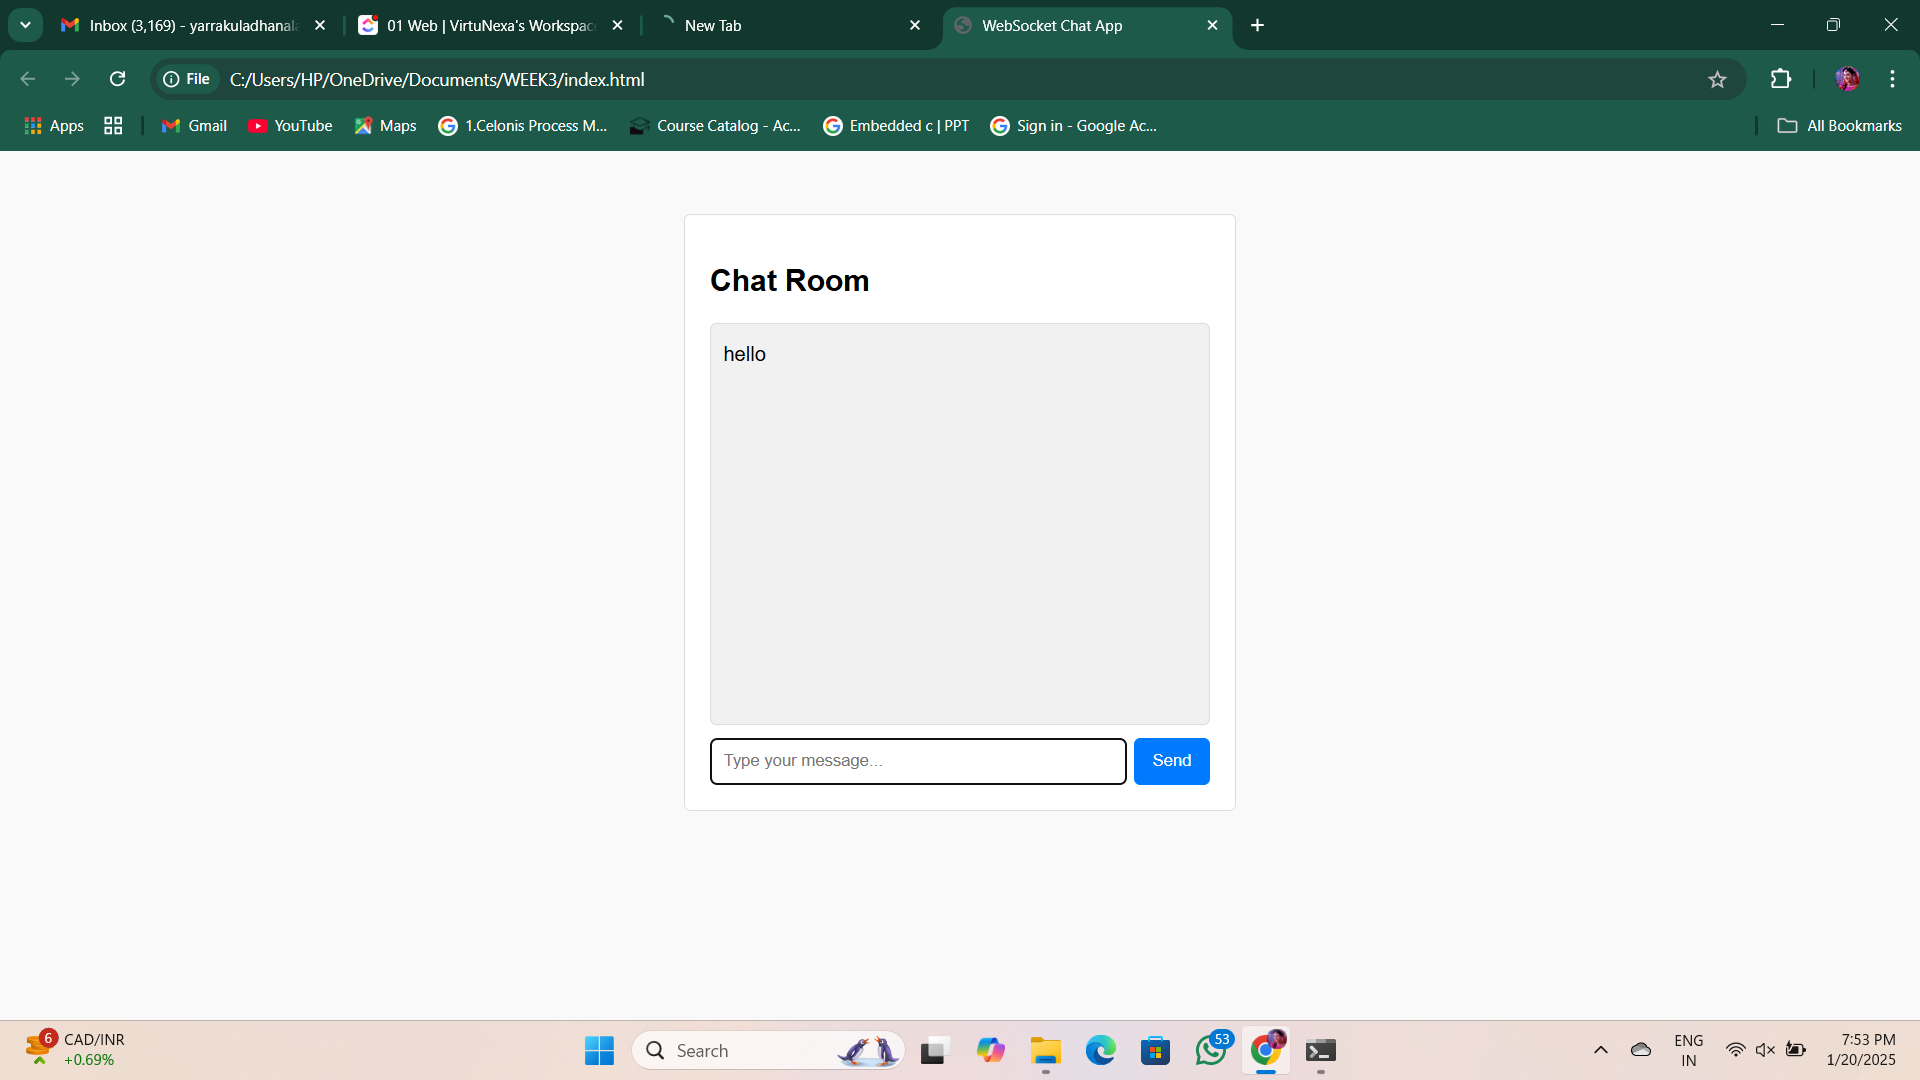 Inbox (3,169) - yarrakuladhanala
01 Web | VirtuNexa's Workspace
New Tab
WebSocket Chat App
File
C:/Users/HP/OneDrive/Documents/WEEK3/index.html
Apps
Gmail
YouTube
Maps
1.Celonis Process M...
Course Catalog - Ac...
Embedded c | PPT
Sign in - Google Ac...
All Bookmarks
Chat Room
hello
Type your message...
Send
6
CAD/INR
+0.69%
Search
53
ENG
IN
7:53 PM
1/20/2025